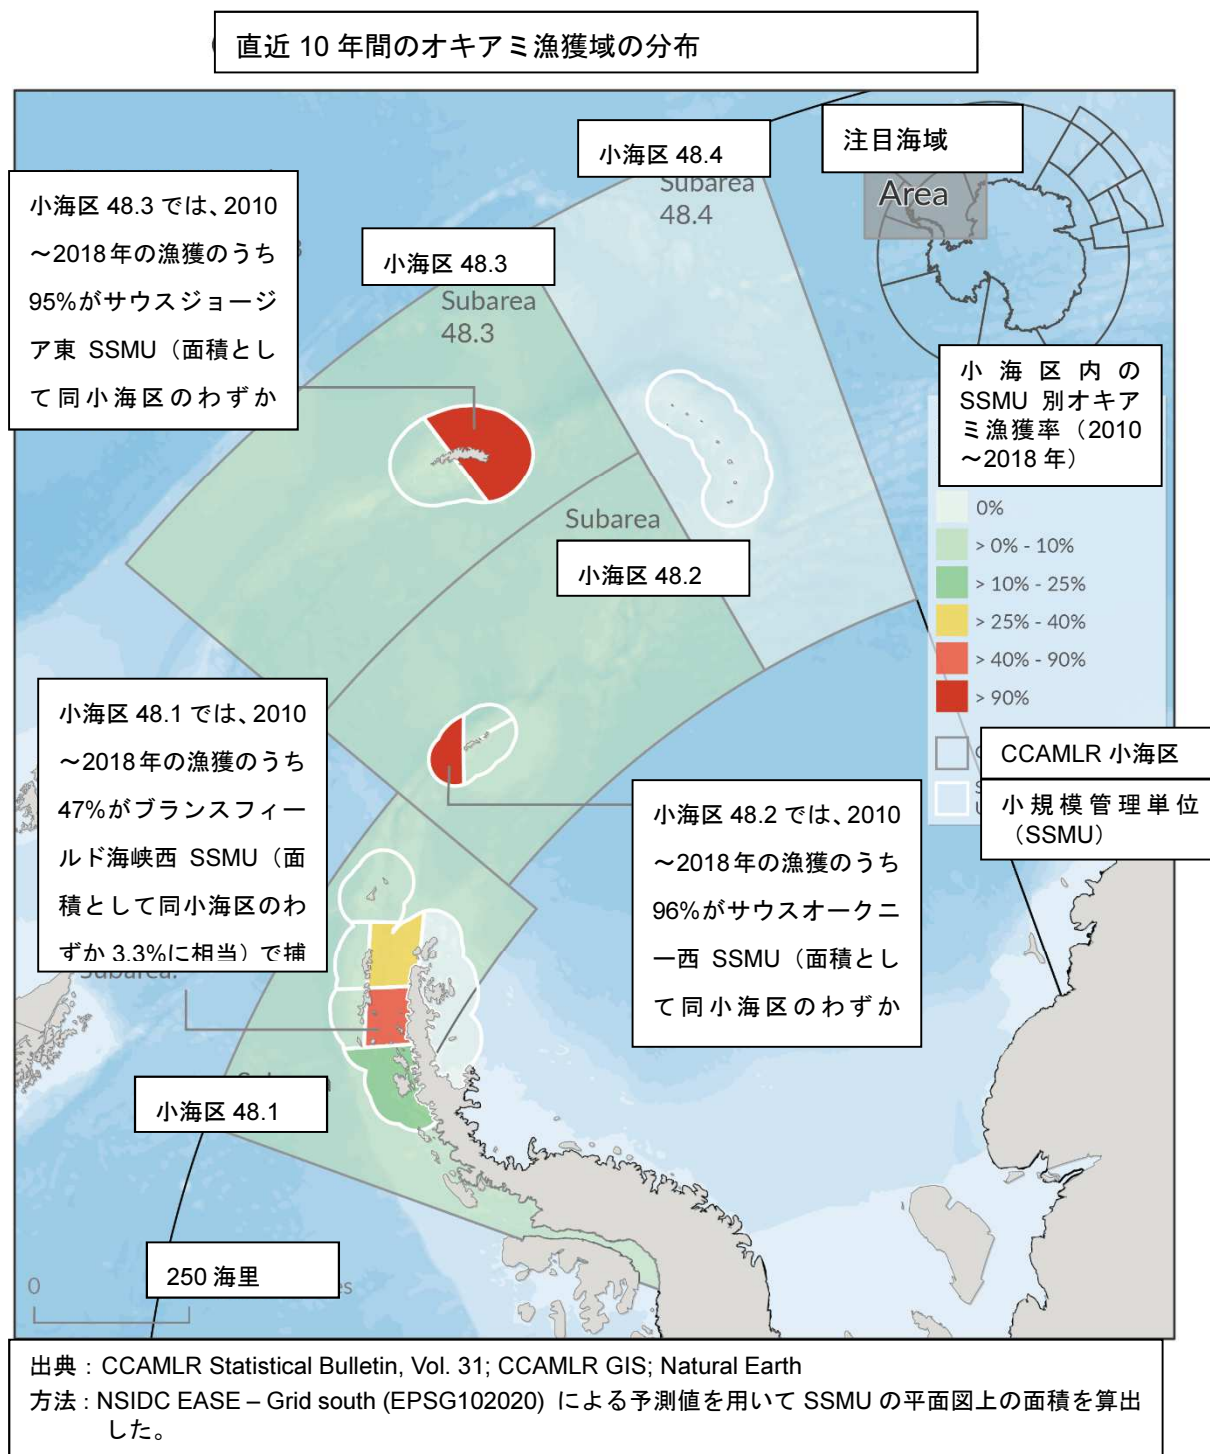 直近 10 年間のオキアミ漁獲域の分布
小海区 48.4
注目海域
Subarea
48.4
Area
小海区 48.3では、2010
～2018年の漁獲のうち
95%がサウスジョージ
ア東 SSMU（面積とし
て同小海区のわずか
小海区 48.3
Subarea
48.3
小海区内の
SSMU 別オキア
ミ漁獲率（2010
～2018 年）
0%
> 0% - 10%
> 10% - 25%
> 25% - 40%
> 40% - 90%
> 90%
Subarea
小海区 48.2
小海区 48.1では、2010
～2018年の漁獲のうち
47%がブランスフィー
ルド海峡西 SSMU（面
積として同小海区のわ
ずか 3.3%に相当）で捕
CCAMLR 小海区
小規模管理単位
（SSMU）
小海区 48.2では、2010
～2018年の漁獲のうち
96%がサウスオークニ
ー西 SSMU（面積とし
て同小海区のわずか
Subarea
小海区 48.1
250 海里
0
出典：CCAMLR Statistical Bulletin, Vol. 31; CCAMLR GIS; Natural Earth
方法：NSIDC EASE – Grid south (EPSG102020) による予測値を用いて SSMU の平面図上の面積を算出
した。